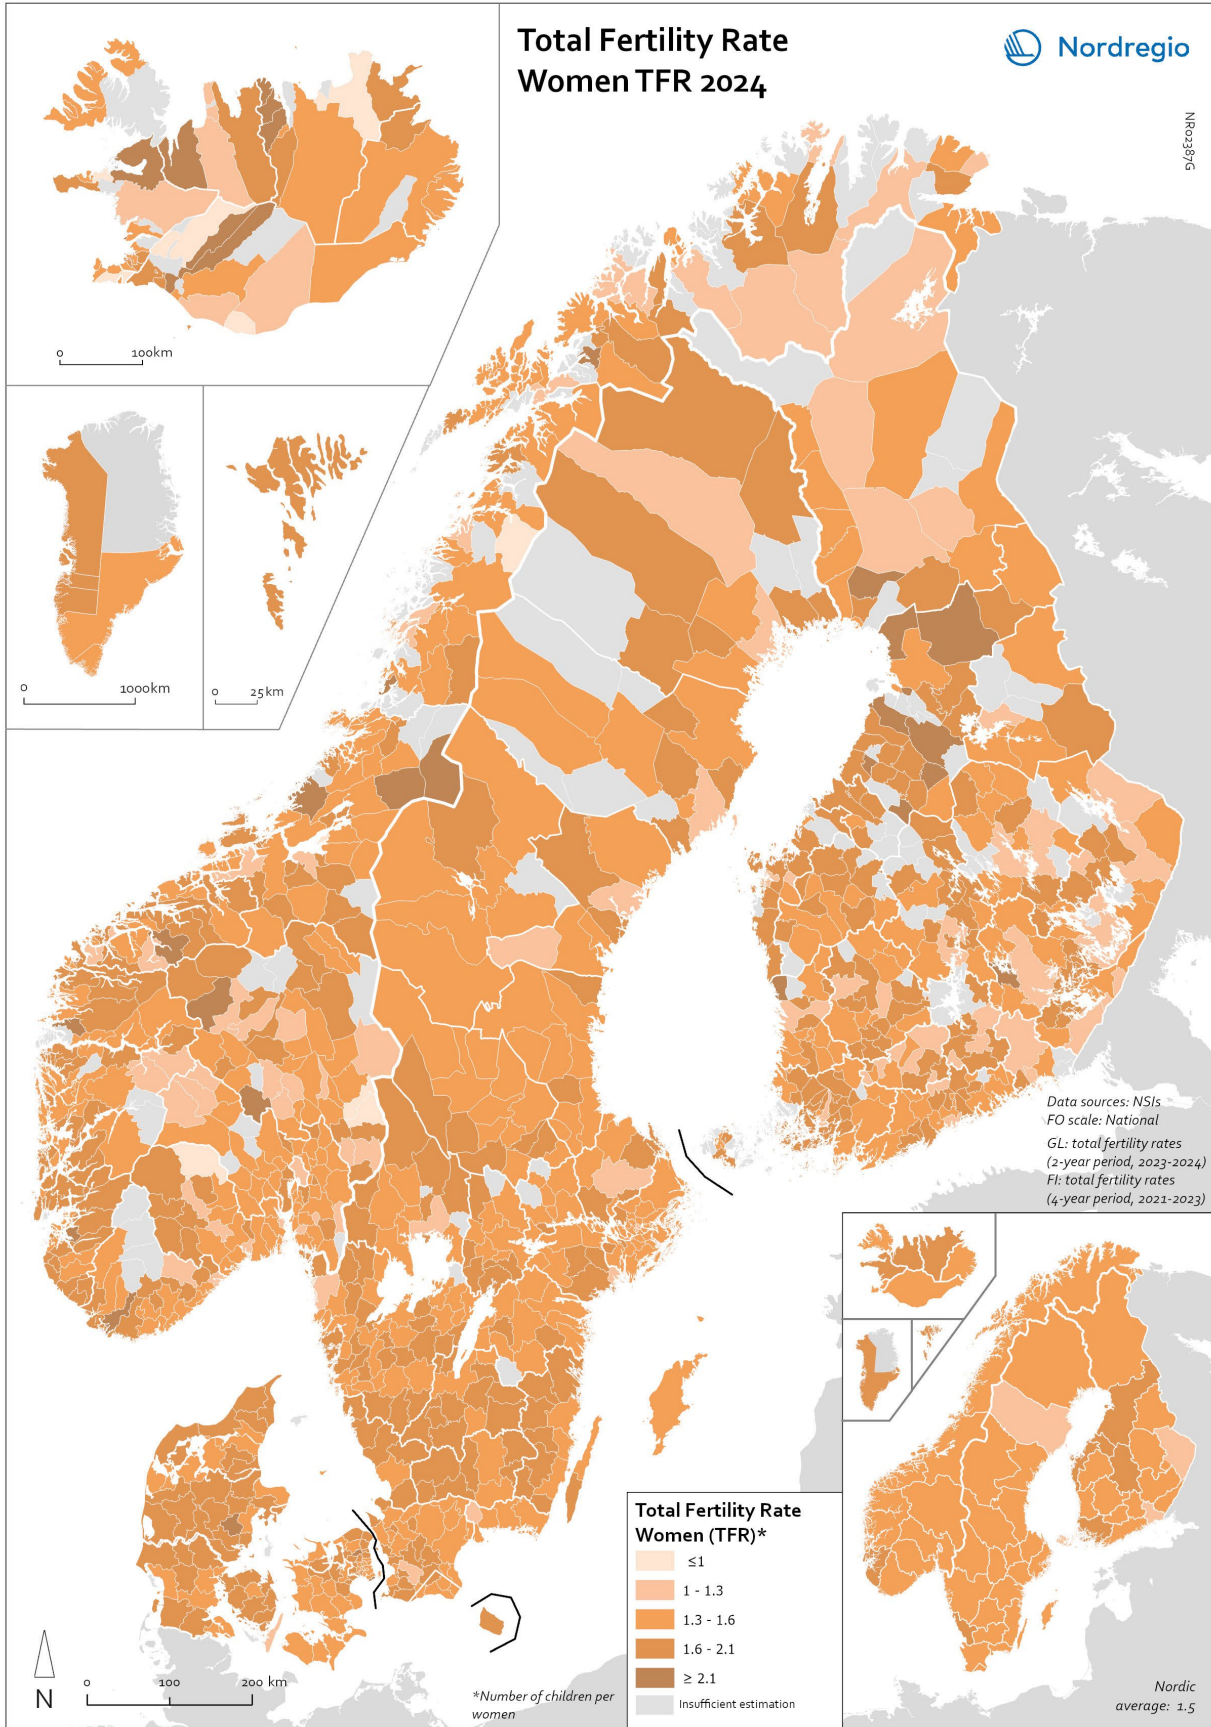 Total Fertility Rate
Women TFR 2024
Nordregio
NR02387G
0 100km
0 1000km
0 25 km
Data sources: NSIs
FO scale: National
GL: total fertility rates
(2-year period, 2023-2024)
FI: total fertility rates
(4-year period, 2021-2023)
Total Fertility Rate
Women (TFR)*
≤1
1 - 1.3
1.3 - 1.6
1.6 - 2.1
≥ 2.1
Insufficient estimation
N
0 100 200 km
*Number of children per
women
Nordic
average: 1.5